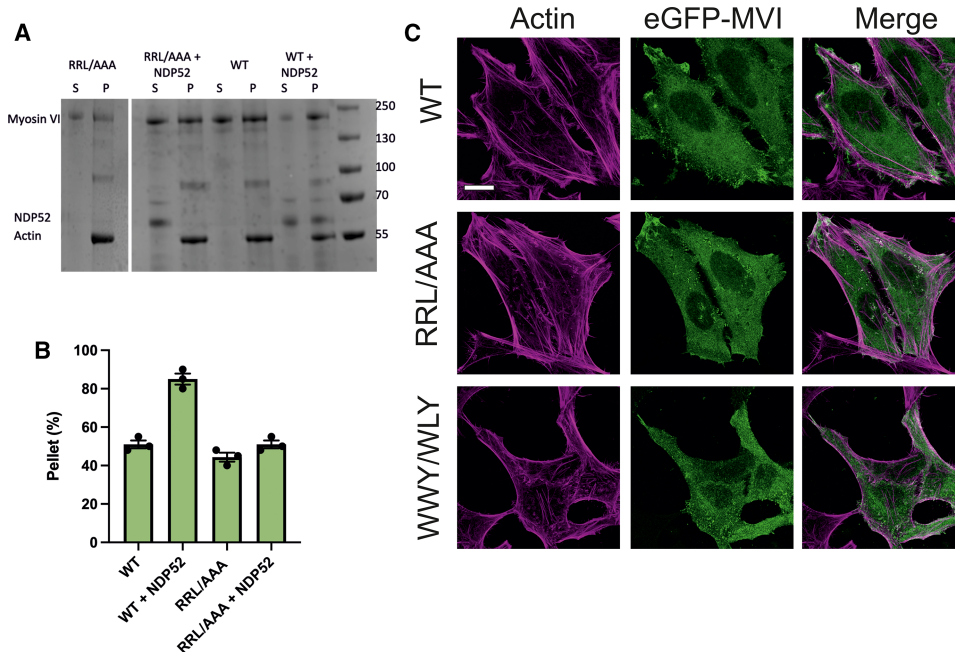 A
RRL/AAA
RRL/AAA +
NDP52
WT
WT +
NDP52
S P S P S P S P
Myosin VI
NDP52
Actin
250
130
100
70
55
B
Pellet (%)
100
80
60
40
20
0
WT
WT + NDP52
RRL/AAA
RRL/AAA + NDP52
C
Actin eGFP-MVI Merge
WT
RRL/AAA
WWY/WLY